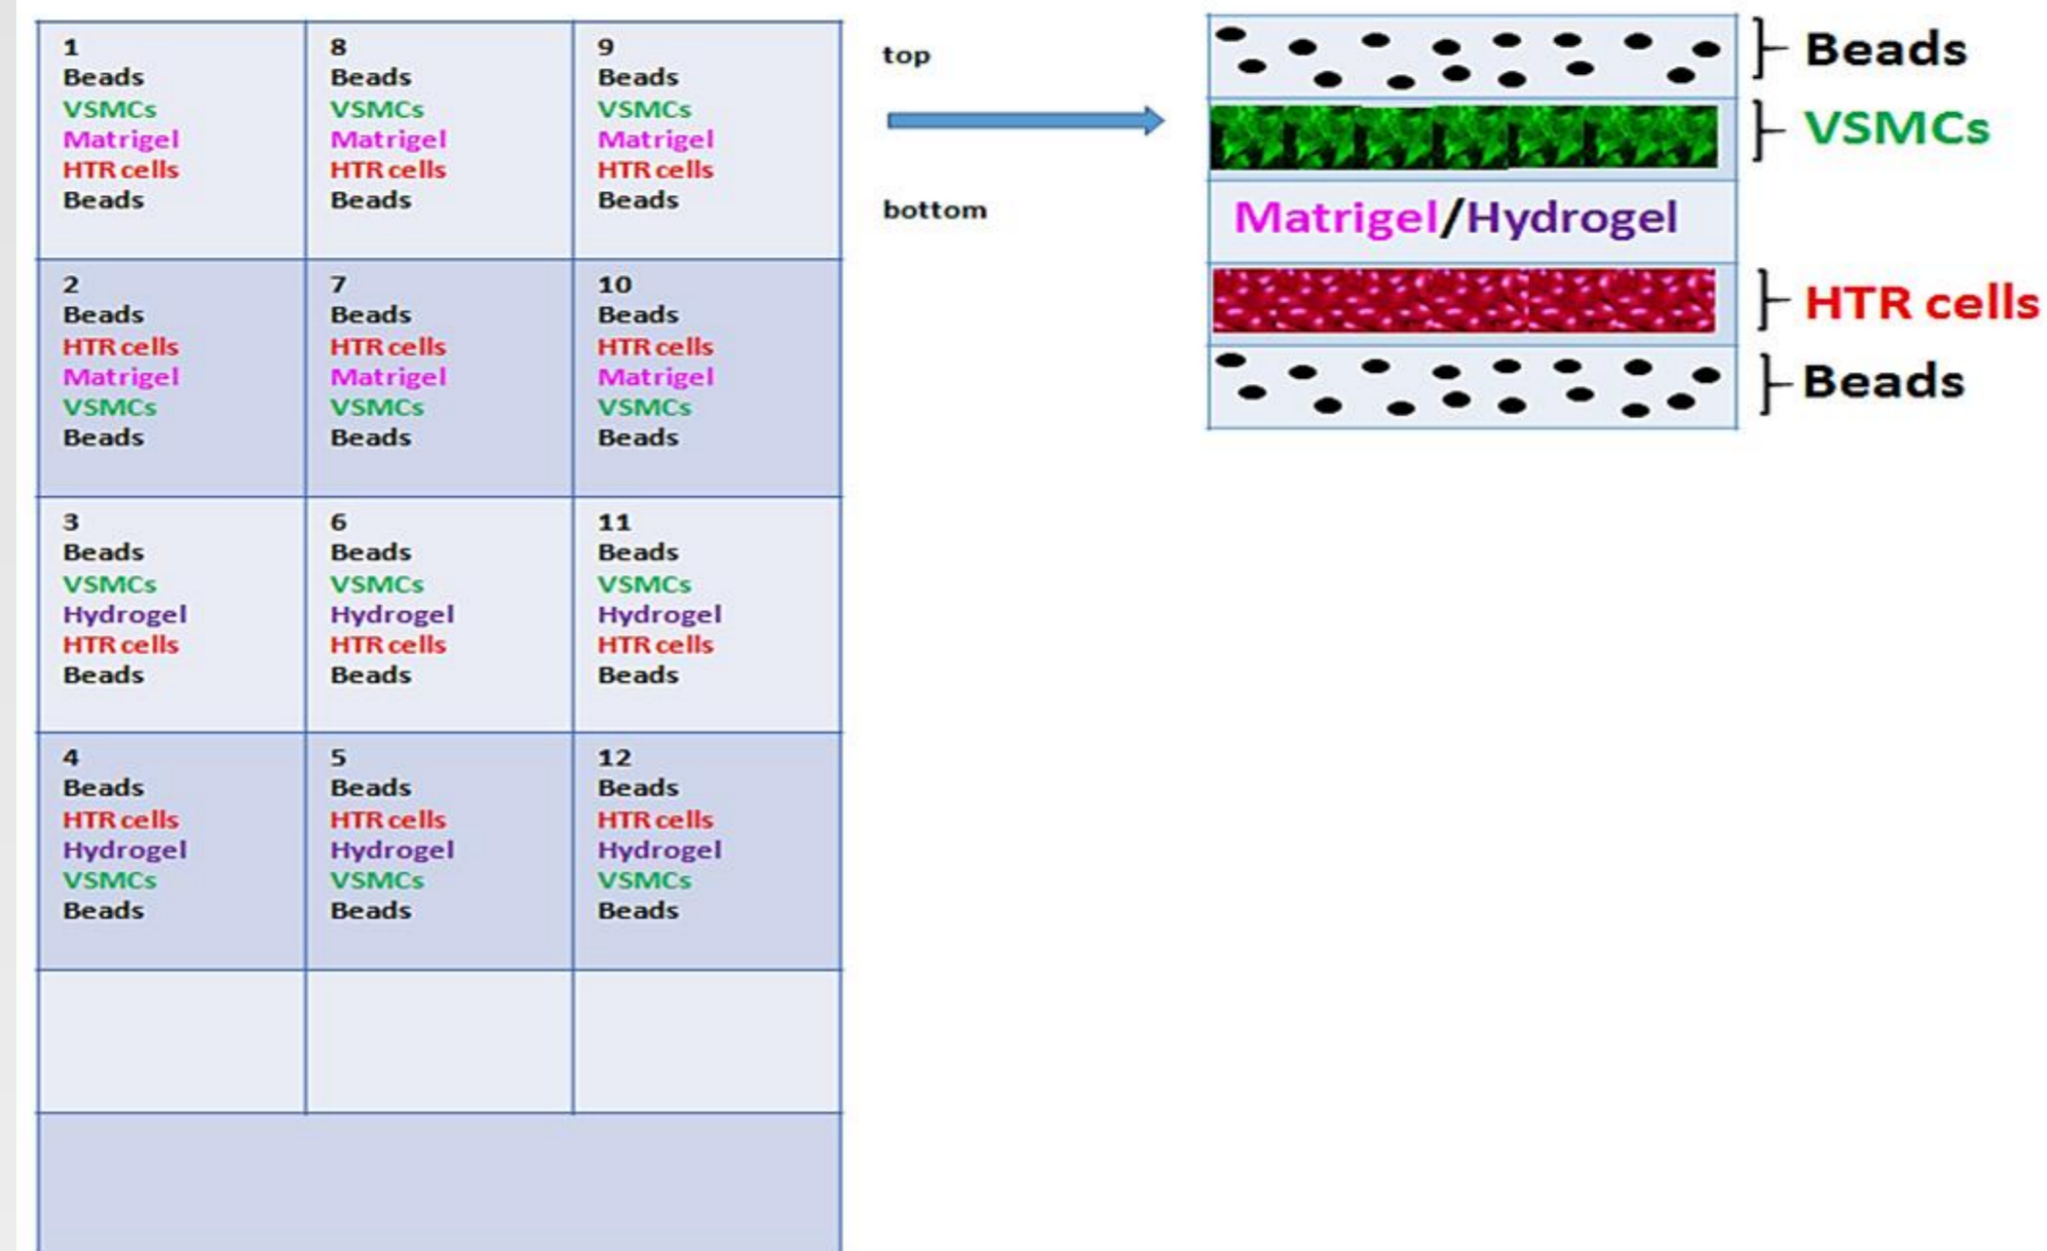 1
Beads
VSMCs
Matrigel
HTR cells
Beads
8
Beads
VSMCs
Matrigel
HTR cells
Beads
9
Beads
VSMCs
Matrigel
HTR cells
Beads
2
Beads
HTR cells
Matrigel
VSMCs
Beads
7
Beads
HTR cells
Matrigel
VSMCs
Beads
10
Beads
HTR cells
Matrigel
VSMCs
Beads
3
Beads
VSMCs
Hydrogel
HTR cells
Beads
6
Beads
VSMCs
Hydrogel
HTR cells
Beads
11
Beads
VSMCs
Hydrogel
HTR cells
Beads
4
Beads
HTR cells
Hydrogel
VSMCs
Beads
5
Beads
HTR cells
Hydrogel
VSMCs
Beads
12
Beads
HTR cells
Hydrogel
VSMCs
Beads
top
bottom
Beads
VSMCs
Matrigel/Hydrogel
HTR cells
Beads